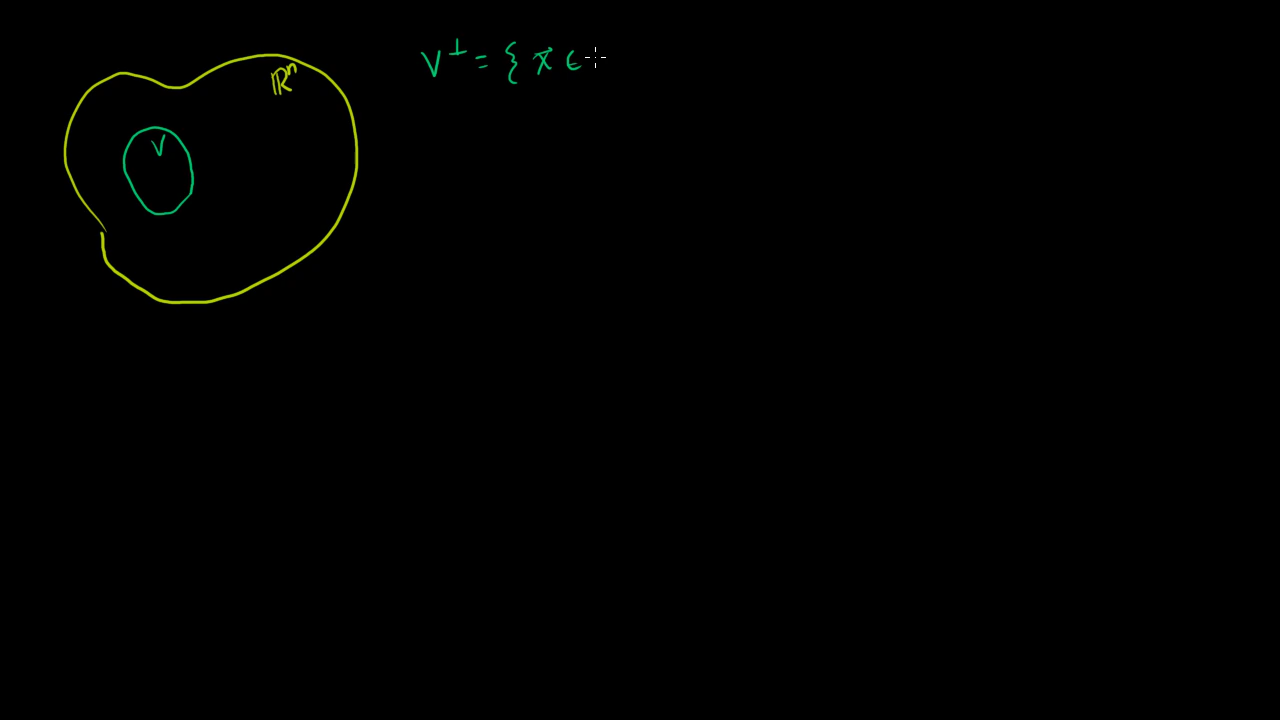 V⊥ = { x⃗ ∈
ℝⁿ
V